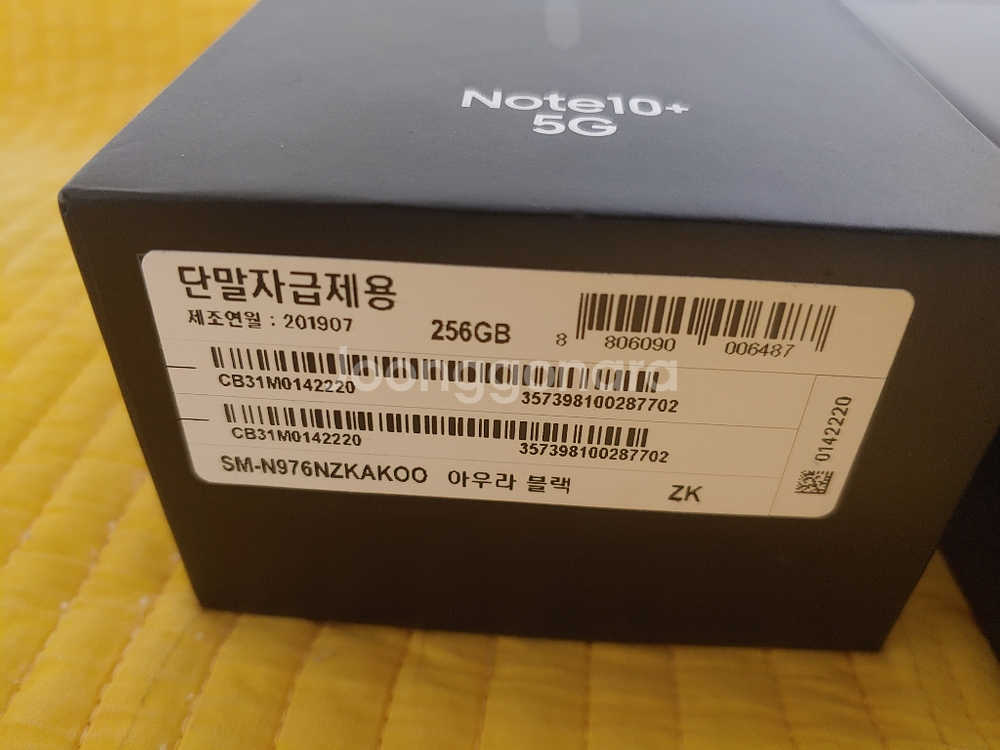 Note10+
5G
단말자급제용
제조연월 : 201907
256GB
8 806090 006487
CB31M0142220
357398100287702
CB31M0142220
357398100287702
0142220
SM-N976NZKAKOO 아우라 블랙
ZK
joonggonara